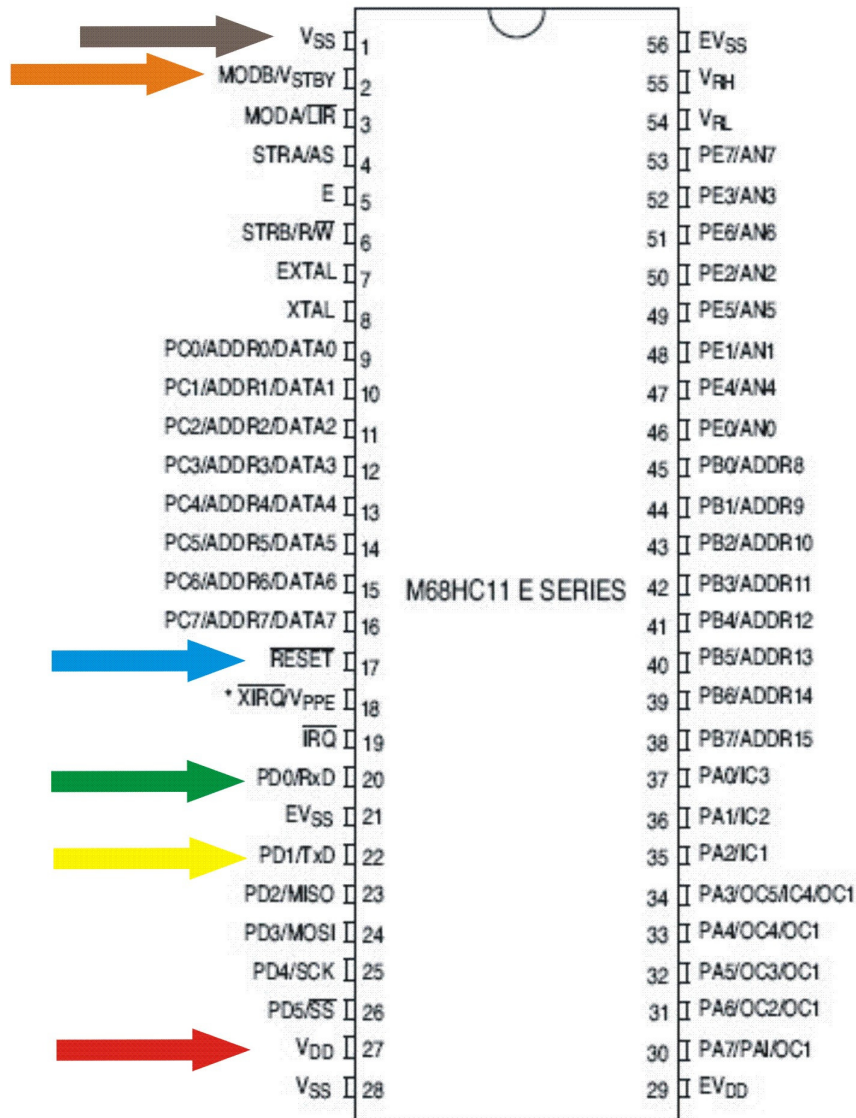 VSS 1
MODB/VSTBY 2
MODA/LIR 3
STRA/AS 4
E 5
STRB/R/W 6
EXTAL 7
XTAL 8
PC0/ADDR0/DATA0 9
PC1/ADDR1/DATA1 10
PC2/ADDR2/DATA2 11
PC3/ADDR3/DATA3 12
PC4/ADDR4/DATA4 13
PC5/ADDR5/DATA5 14
PC6/ADDR6/DATA6 15
PC7/ADDR7/DATA7 16
RESET 17
* XIRQ/VPPE 18
IRQ 19
PD0/RxD 20
EVSS 21
PD1/TxD 22
PD2/MISO 23
PD3/MOSI 24
PD4/SCK 25
PD5/SS 26
VDD 27
VSS 28
M68HC11 E SERIES
56 EVSS
55 VRH
54 VRL
53 PE7/AN7
52 PE3/AN3
51 PE6/AN6
50 PE2/AN2
49 PE5/AN5
48 PE1/AN1
47 PE4/AN4
46 PE0/AN0
45 PB0/ADDR8
44 PB1/ADDR9
43 PB2/ADDR10
42 PB3/ADDR11
41 PB4/ADDR12
40 PB5/ADDR13
39 PB6/ADDR14
38 PB7/ADDR15
37 PA0/IC3
36 PA1/IC2
35 PA2/IC1
34 PA3/OC5/IC4/OC1
33 PA4/OC4/OC1
32 PA5/OC3/OC1
31 PA6/OC2/OC1
30 PA7/PAI/OC1
29 EVDD